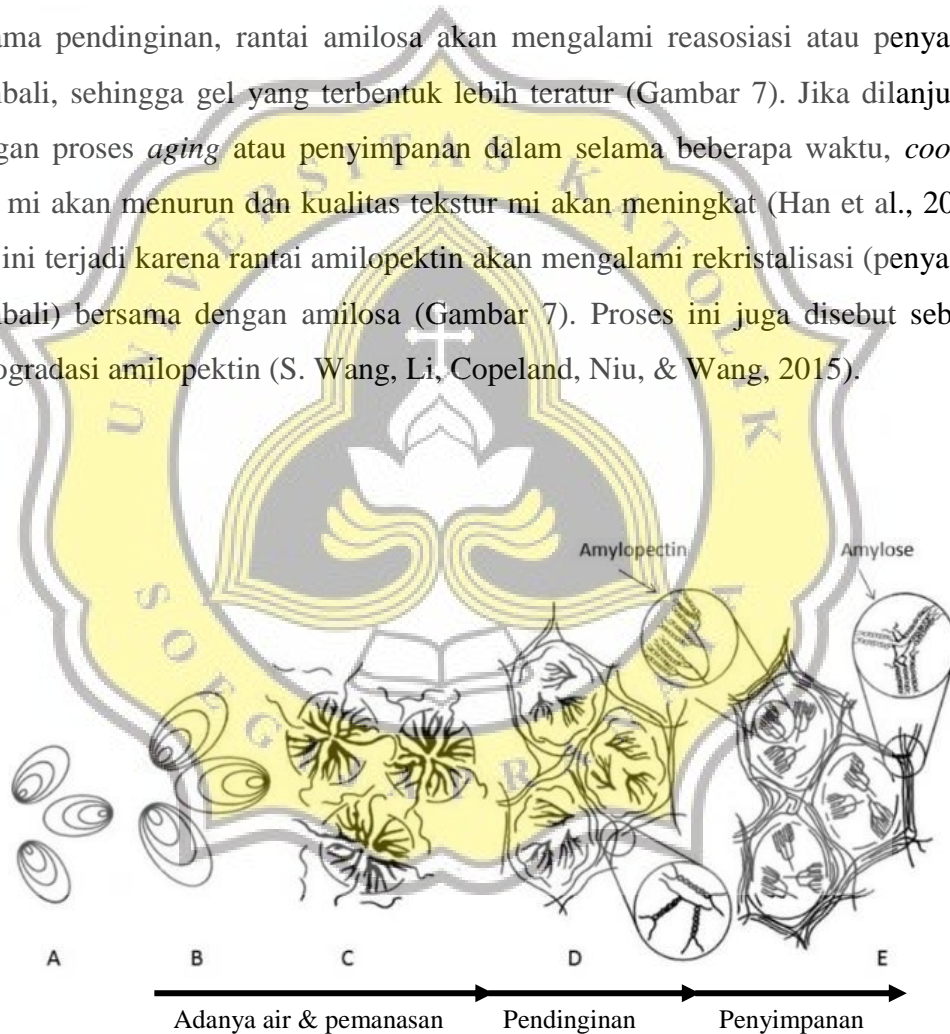 ama pendinginan, rantai amilosa akan mengalami reasosiasi atau penya
bali, sehingga gel yang terbentuk lebih teratur (Gambar 7). Jika dilanju
gan proses aging atau penyimpanan dalam selama beberapa waktu, coo
mi akan menurun dan kualitas tekstur mi akan meningkat (Han et al., 20
ini terjadi karena rantai amilopektin akan mengalami rekristalisasi (penya
bali) bersama dengan amilosa (Gambar 7). Proses ini juga disebut seb
ogradasi amilopektin (S. Wang, Li, Copeland, Niu, & Wang, 2015).
UNIVERSITAS KATOLIK
Amylopectin Amylose
A B C D E
Adanya air & pemanasan Pendinginan Penyimpanan